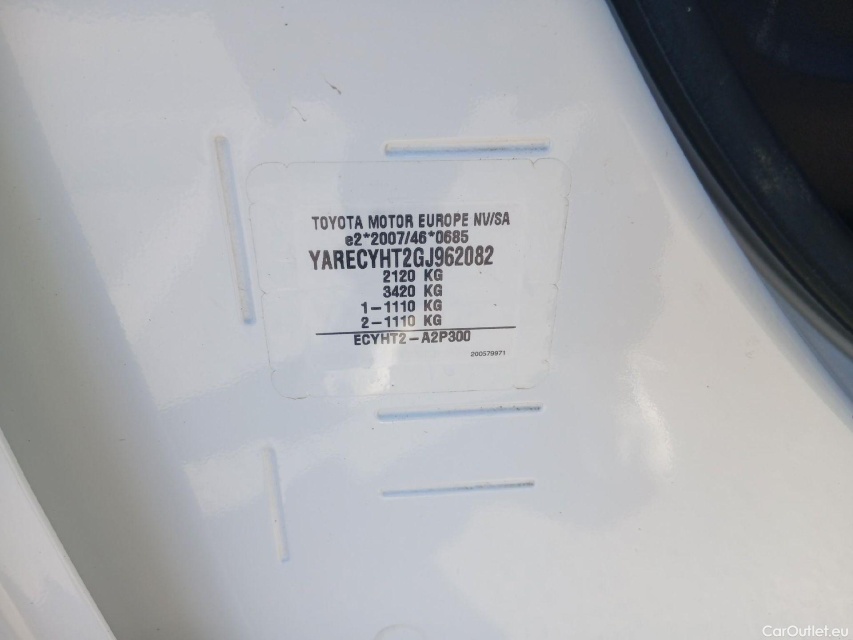 TOYOTA MOTOR EUROPE NV/SA
e2*2007/46*0685
YARECYHT2GJ962082
2120 KG
3420 KG
1-1110 KG
2-1110 KG
ECYHT2-A2P300
200579971
CarOutlet.eu